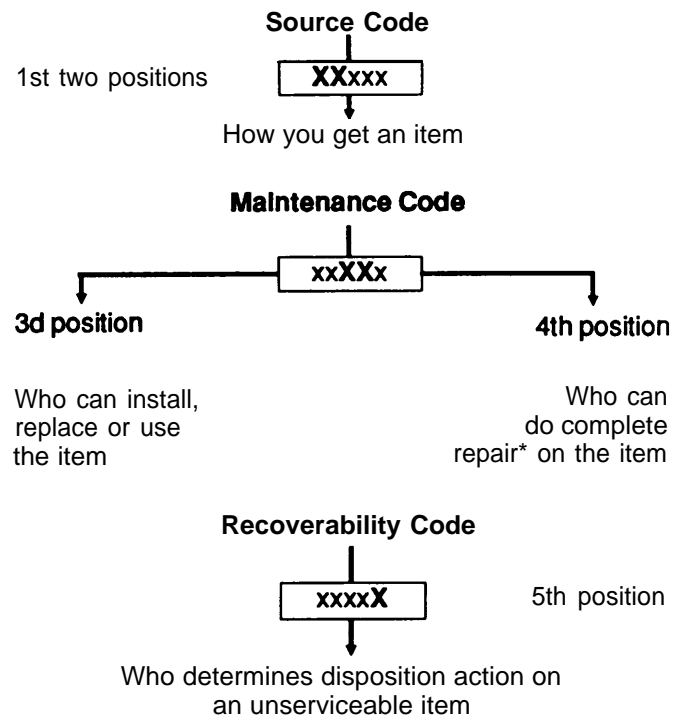 Source Code
1st two positions
XXxxx
How you get an item
Maintenance Code
xxXXx
3d position
4th position
Who can install,
replace or use
the item
Who can
do complete
repair* on the item
Recoverability Code
xxxxX
5th position
Who determines disposition action on
an unserviceable item